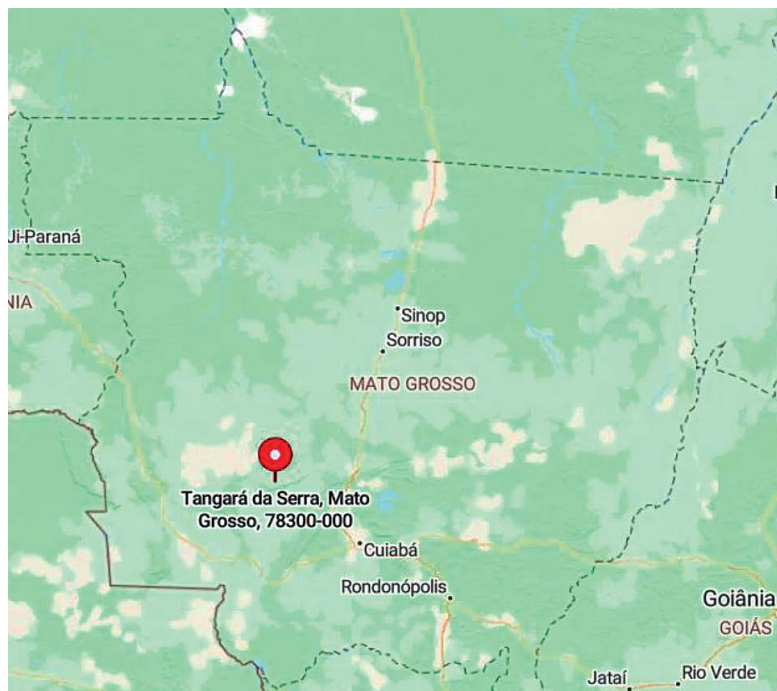 Ji-Paraná
NIA
Sinop
Sorriso
MATO GROSSO
Tangará da Serra, Mato
Grosso, 78300-000
Cuiabá
Rondonópolis
Goiânia
GOIÁS
Jataí
Rio Verde